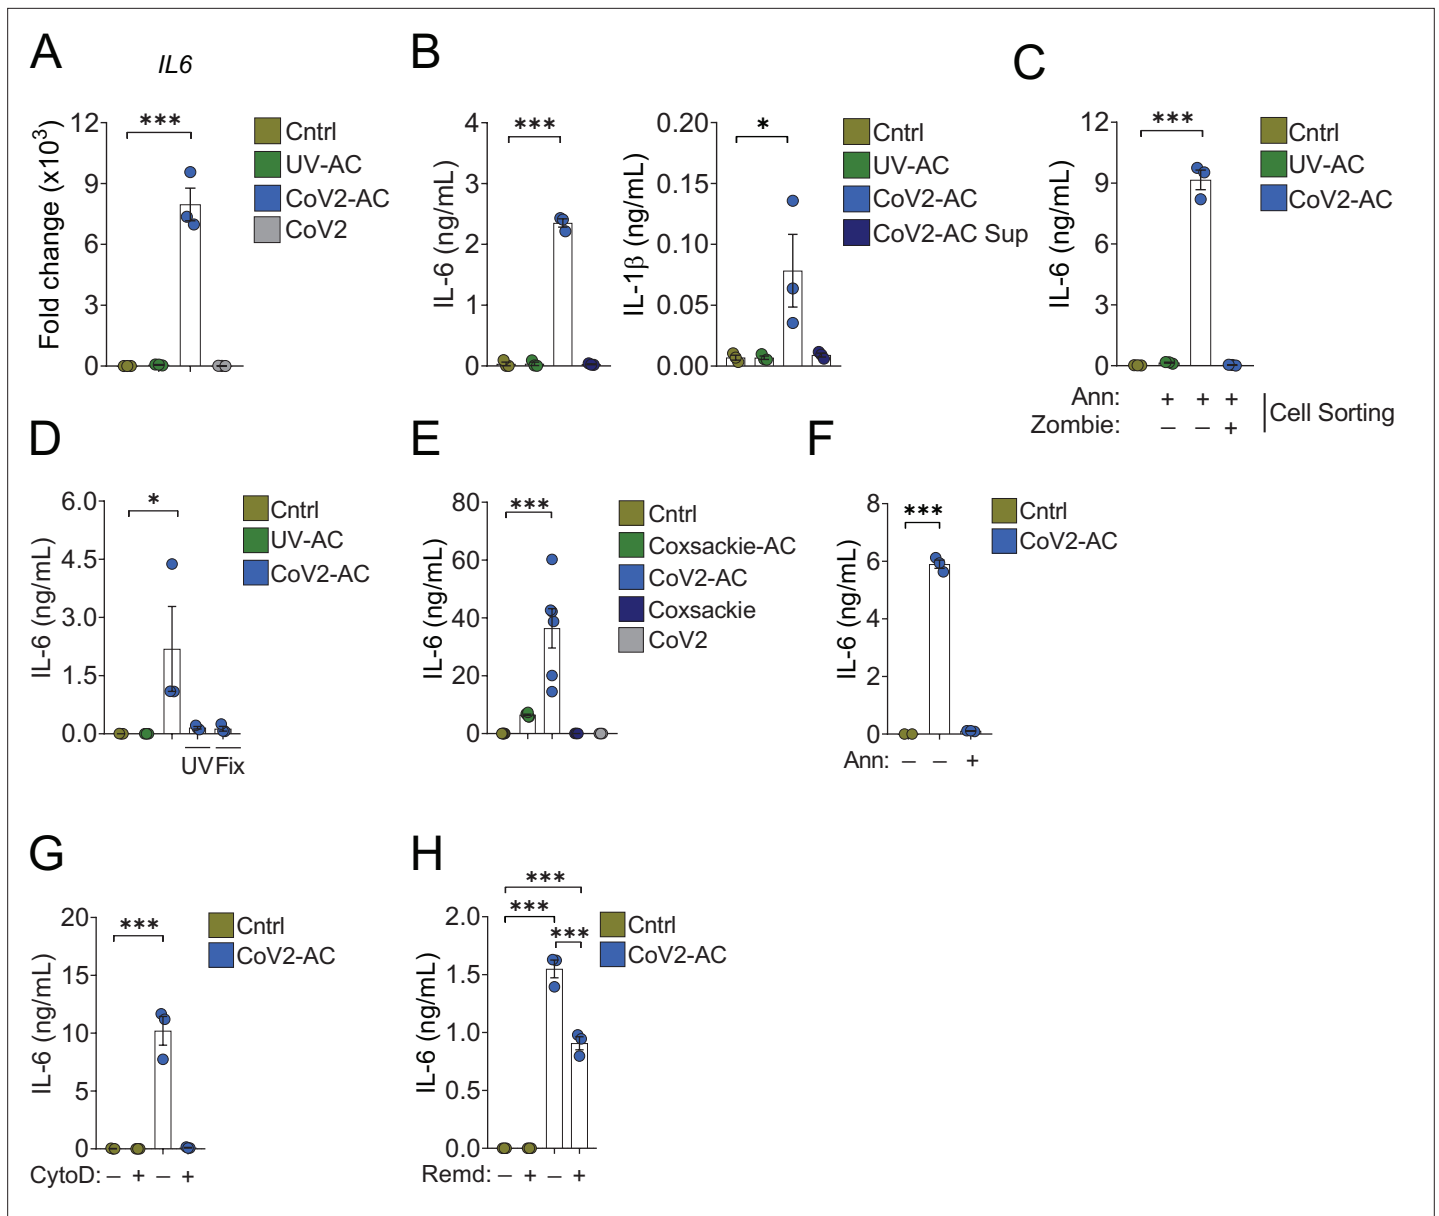 A
IL6
***
Fold change (x10³)
12
9
6
3
0
Cntrl
UV-AC
CoV2-AC
CoV2
B
***
IL-6 (ng/mL)
4
3
2
1
0
*
IL-1β (ng/mL)
0.20
0.15
0.10
0.05
0.00
Cntrl
UV-AC
CoV2-AC
CoV2-AC Sup
C
***
IL-6 (ng/mL)
12
9
6
3
0
Cntrl
UV-AC
CoV2-AC
Ann: + + +
Zombie: – – +
Cell Sorting
D
*
IL-6 (ng/mL)
6.0
4.5
3.0
1.5
0.0
UV Fix
Cntrl
UV-AC
CoV2-AC
E
***
IL-6 (ng/mL)
80
60
40
20
0
Cntrl
Coxsackie-AC
CoV2-AC
Coxsackie
CoV2
F
***
IL-6 (ng/mL)
8
6
4
2
0
Ann: – – +
Cntrl
CoV2-AC
G
***
IL-6 (ng/mL)
20
15
10
5
0
CytoD: – + – +
Cntrl
CoV2-AC
H
***
***
***
IL-6 (ng/mL)
2.0
1.5
1.0
0.5
0.0
Remd: – + – +
Cntrl
CoV2-AC